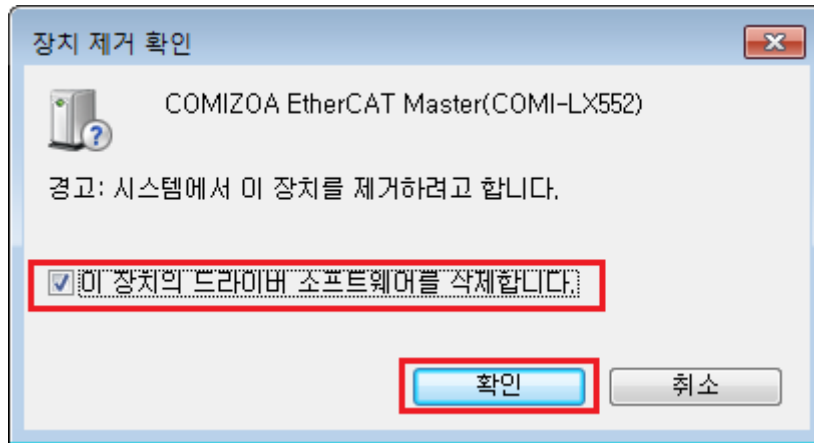 장치 제거 확인
COMIZOA EtherCAT Master(COMI-LX552)
경고: 시스템에서 이 장치를 제거하려고 합니다.
이 장치의 드라이버 소프트웨어를 삭제합니다.
확인 취소